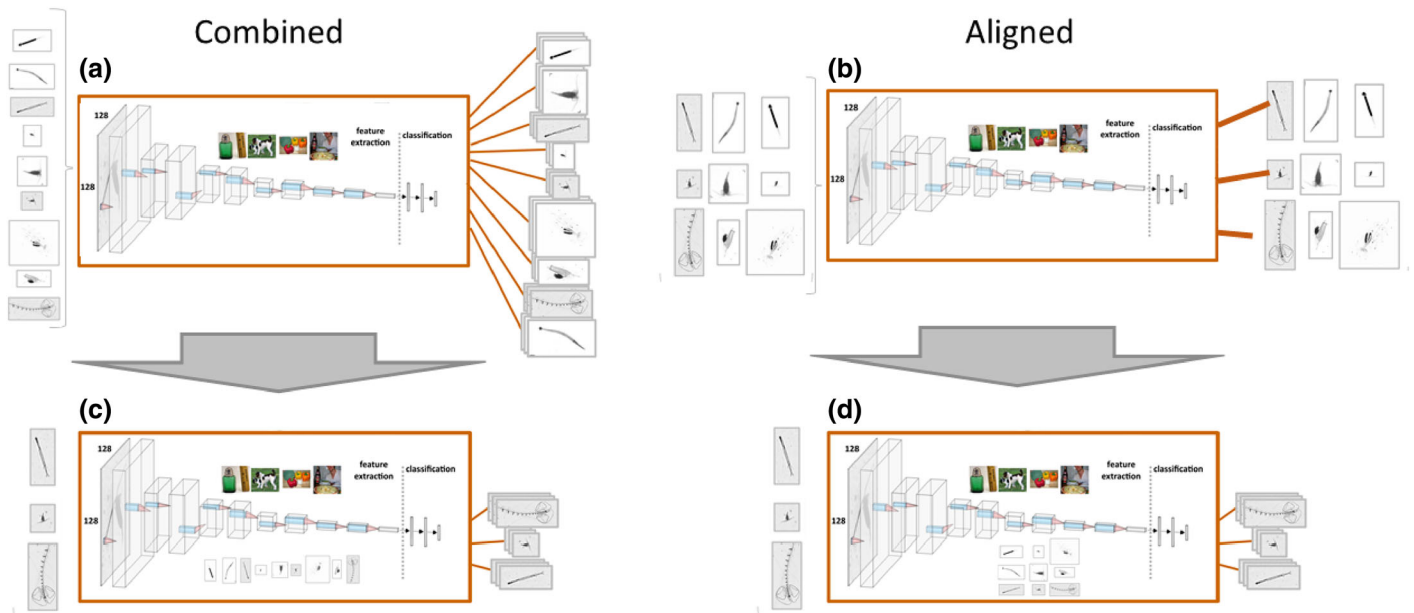 Combined
Aligned
(a)
128
128
feature
extraction
classification
(b)
128
128
feature
extraction
classification
(c)
128
128
feature
extraction
classification
(d)
128
128
feature
extraction
classification